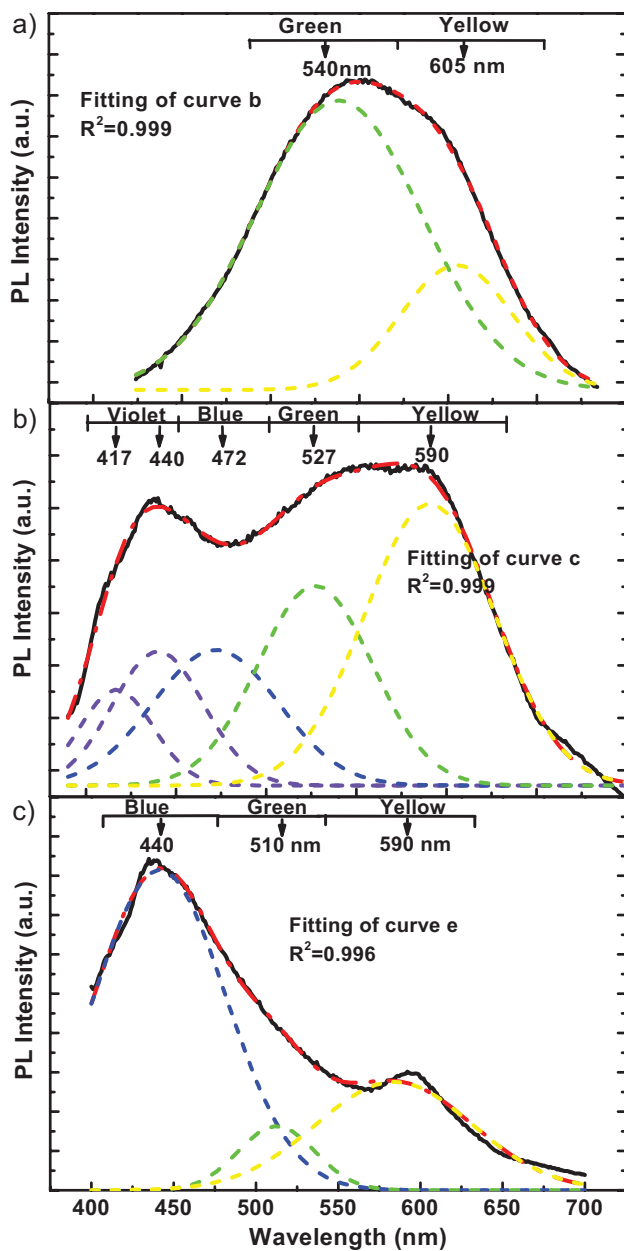 a)
Green Yellow
540nm 605 nm
Fitting of curve b
R²=0.999
PL Intensity (a.u.)
b)
Violet Blue Green Yellow
417 440 472 527 590
Fitting of curve c
R²=0.999
PL Intensity (a.u.)
c)
Blue Green Yellow
440 510 nm 590 nm
Fitting of curve e
R²=0.996
PL Intensity (a.u.)
400 450 500 550 600 650 700
Wavelength (nm)